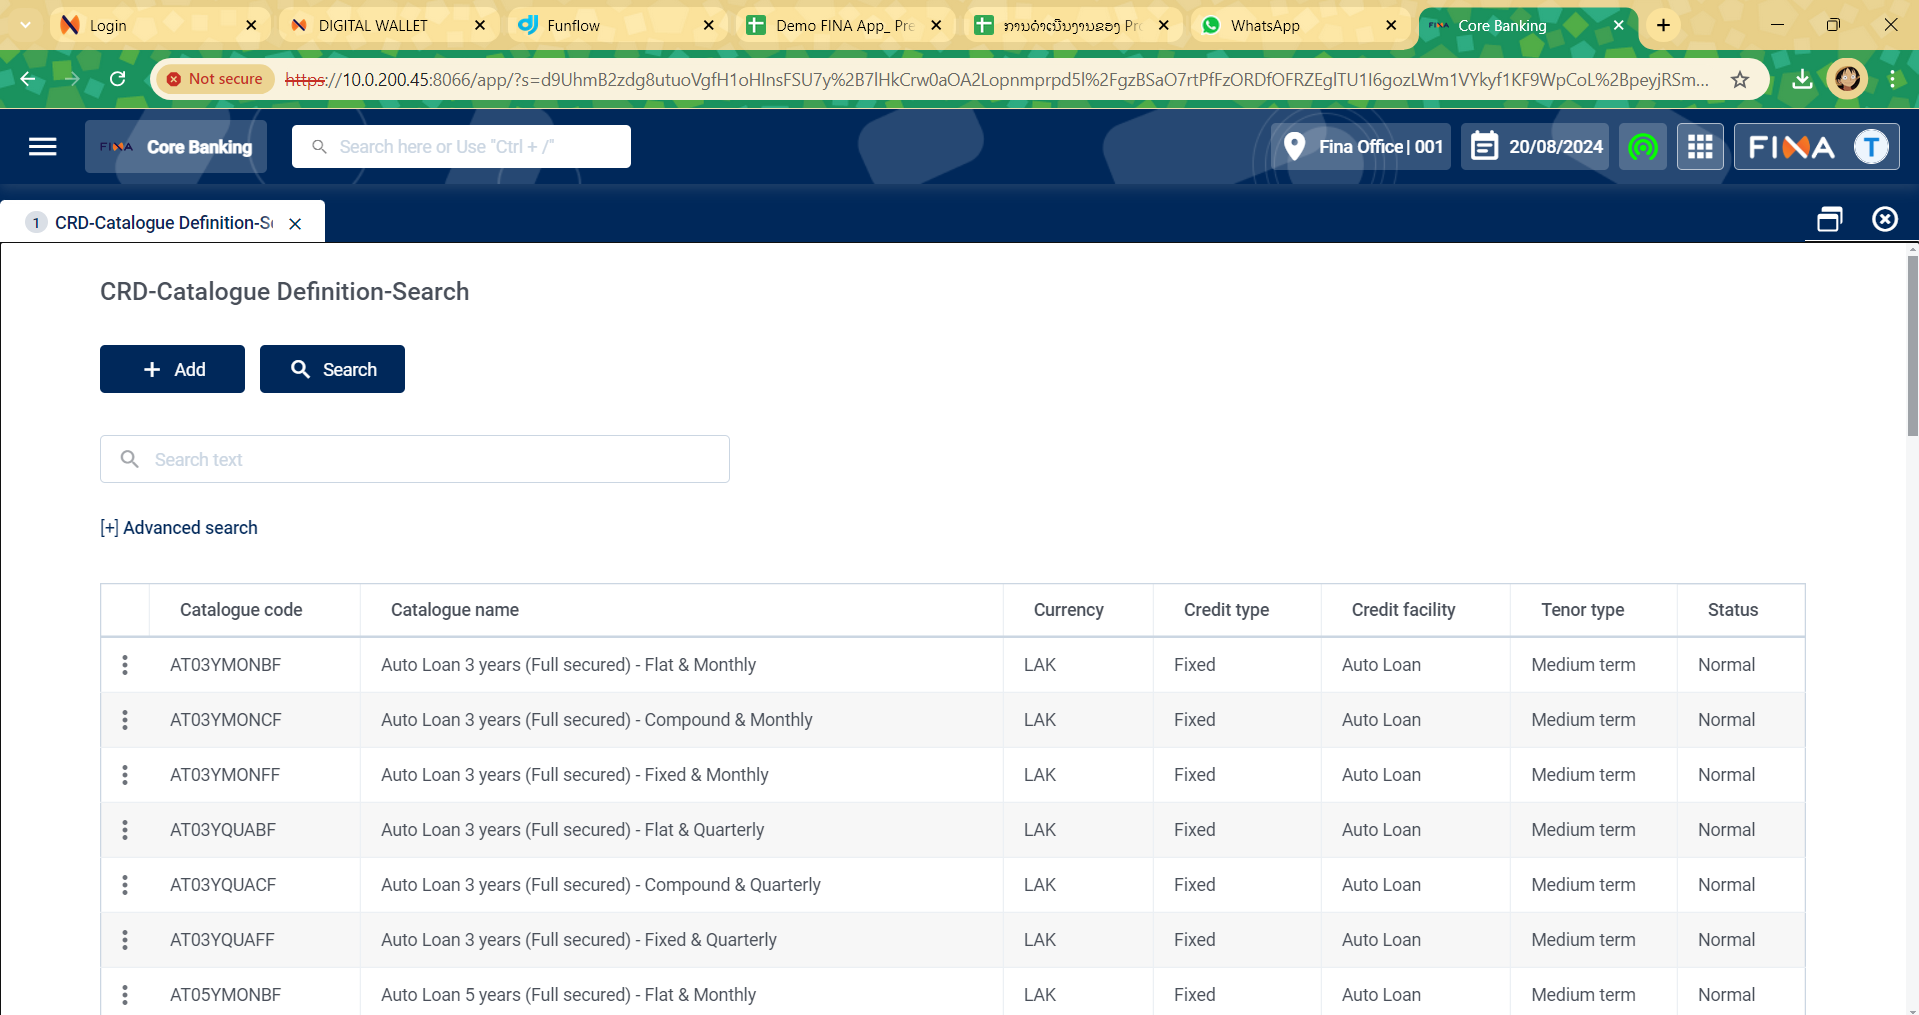 Login
DIGITAL WALLET
Funflow
Demo FINA App_ Pre
ການດໍາເນີນງານຂອງ Pro
WhatsApp
Core Banking
Not secure
https://10.0.200.45:8066/app/?s=d9UhmB2zdg8utuoVgfH1oHInsFSU7y%2B7lHkCrw0aOA2Lopnmprpd5l%2FgzBSaO7rtPfFzORDfOFRZEglTU1I6gozLWm1VYkyf1KF9WpCoL%2BpeyjRSm...
FINA Core Banking
Search here or Use "Ctrl + /"
Fina Office | 001
20/08/2024
FINA T
1 CRD-Catalogue Definition-Se
CRD-Catalogue Definition-Search
+ Add
Search
Search text
[+] Advanced search
Catalogue code Catalogue name Currency Credit type Credit facility Tenor type Status
AT03YMONBF Auto Loan 3 years (Full secured) - Flat & Monthly LAK Fixed Auto Loan Medium term Normal
AT03YMONCF Auto Loan 3 years (Full secured) - Compound & Monthly LAK Fixed Auto Loan Medium term Normal
AT03YMONFF Auto Loan 3 years (Full secured) - Fixed & Monthly LAK Fixed Auto Loan Medium term Normal
AT03YQUABF Auto Loan 3 years (Full secured) - Flat & Quarterly LAK Fixed Auto Loan Medium term Normal
AT03YQUACF Auto Loan 3 years (Full secured) - Compound & Quarterly LAK Fixed Auto Loan Medium term Normal
AT03YQUAFF Auto Loan 3 years (Full secured) - Fixed & Quarterly LAK Fixed Auto Loan Medium term Normal
AT05YMONBF Auto Loan 5 years (Full secured) - Flat & Monthly LAK Fixed Auto Loan Medium term Normal